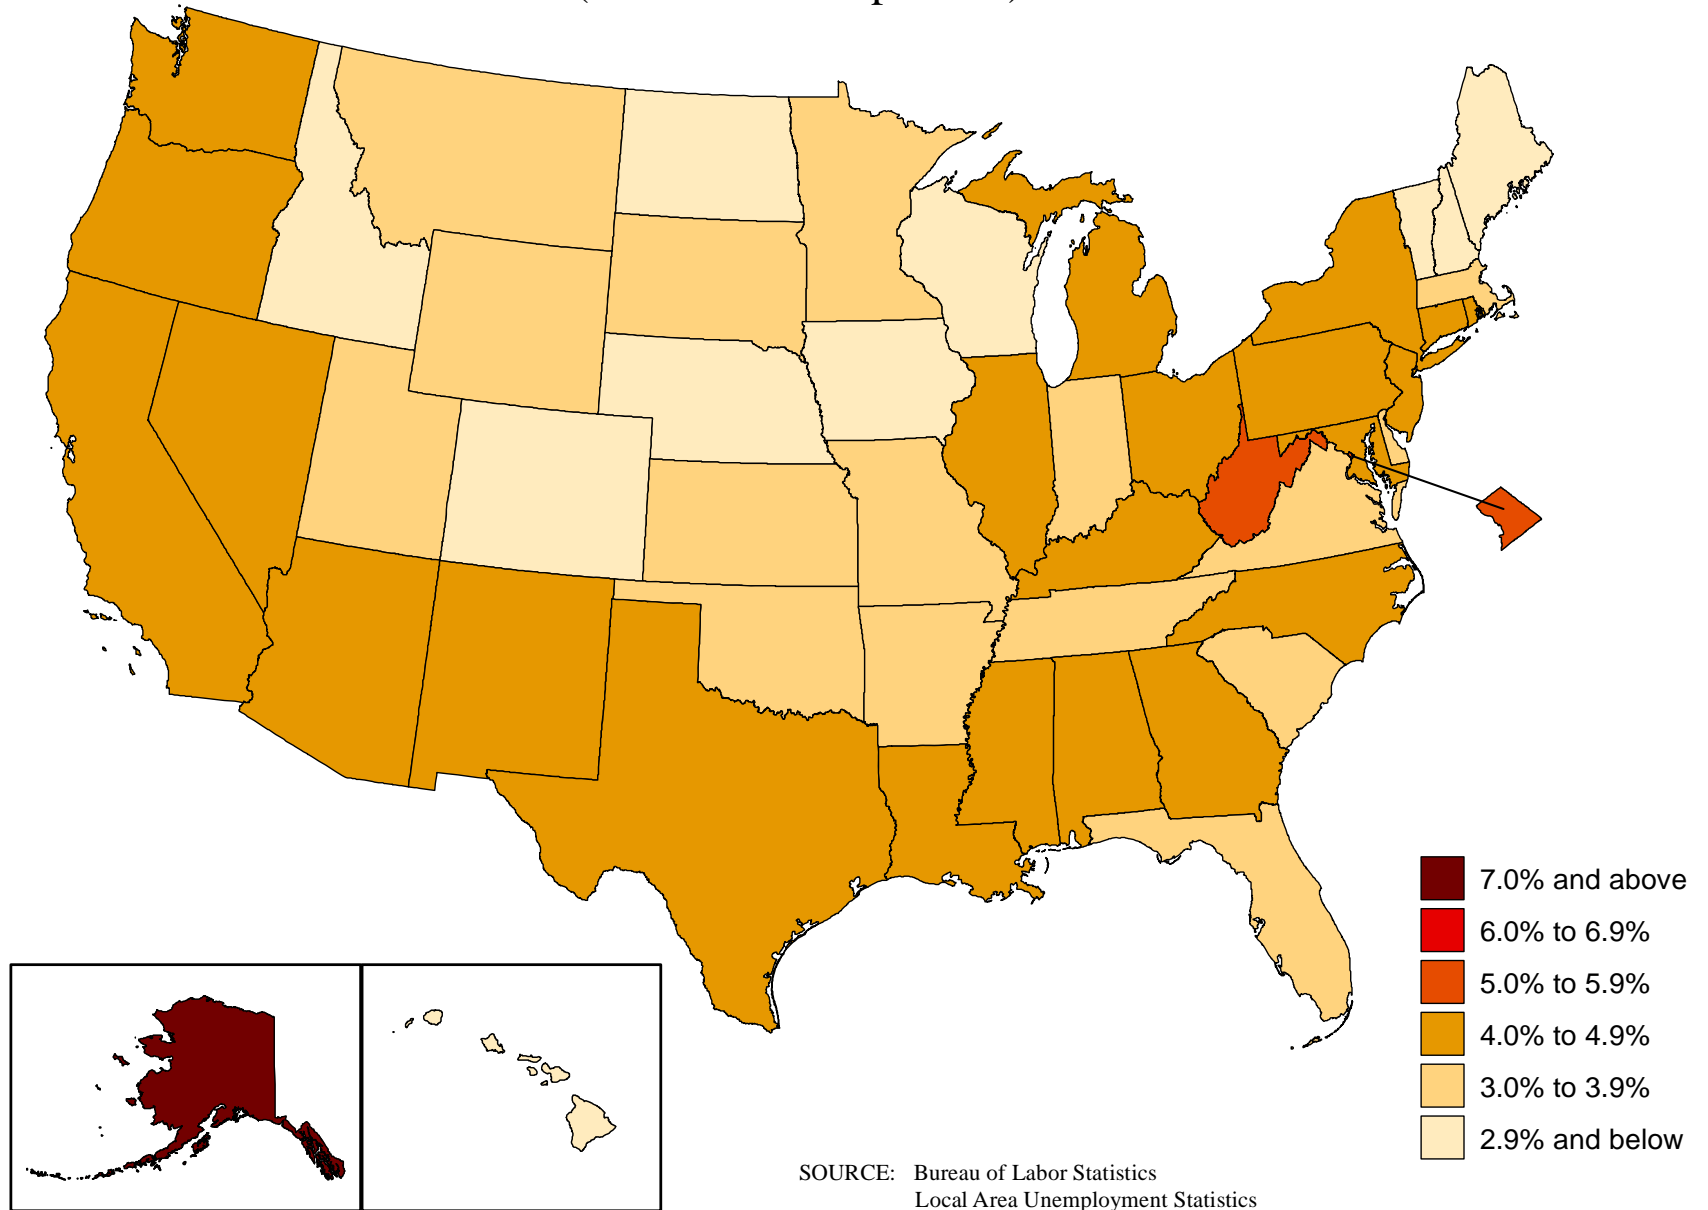 7.0% and above
6.0% to 6.9%
5.0% to 5.9%
4.0% to 4.9%
3.0% to 3.9%
2.9% and below
SOURCE: Bureau of Labor Statistics
Local Area Unemployment Statistics